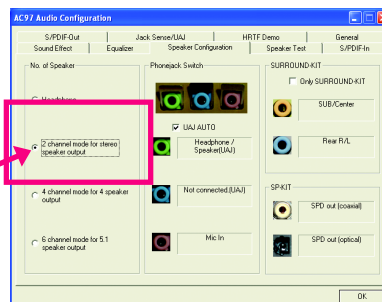 AC97 Audio Configuration
S/PDIF-Out
Jack Sense/UAJ
HRTF Demo
General
Sound Effect
Equalizer
Speaker Configuration
Speaker Test
S/PDIF-In
No. of Speaker
Headphone
2 channel mode for stereo
speaker output
4 channel mode for 4 speaker
output
6 channel mode for 5.1
speaker output
Phonejack Switch
UAJ AUTO
Headphone /
Speaker(UAJ)
Not connected.(UAJ)
Mic In
SURROUND-KIT
Only SURROUND-KIT
SUB/Center
Rear R/L
SP-KIT
SPD out (coaxial)
SPD out (optical)
OK